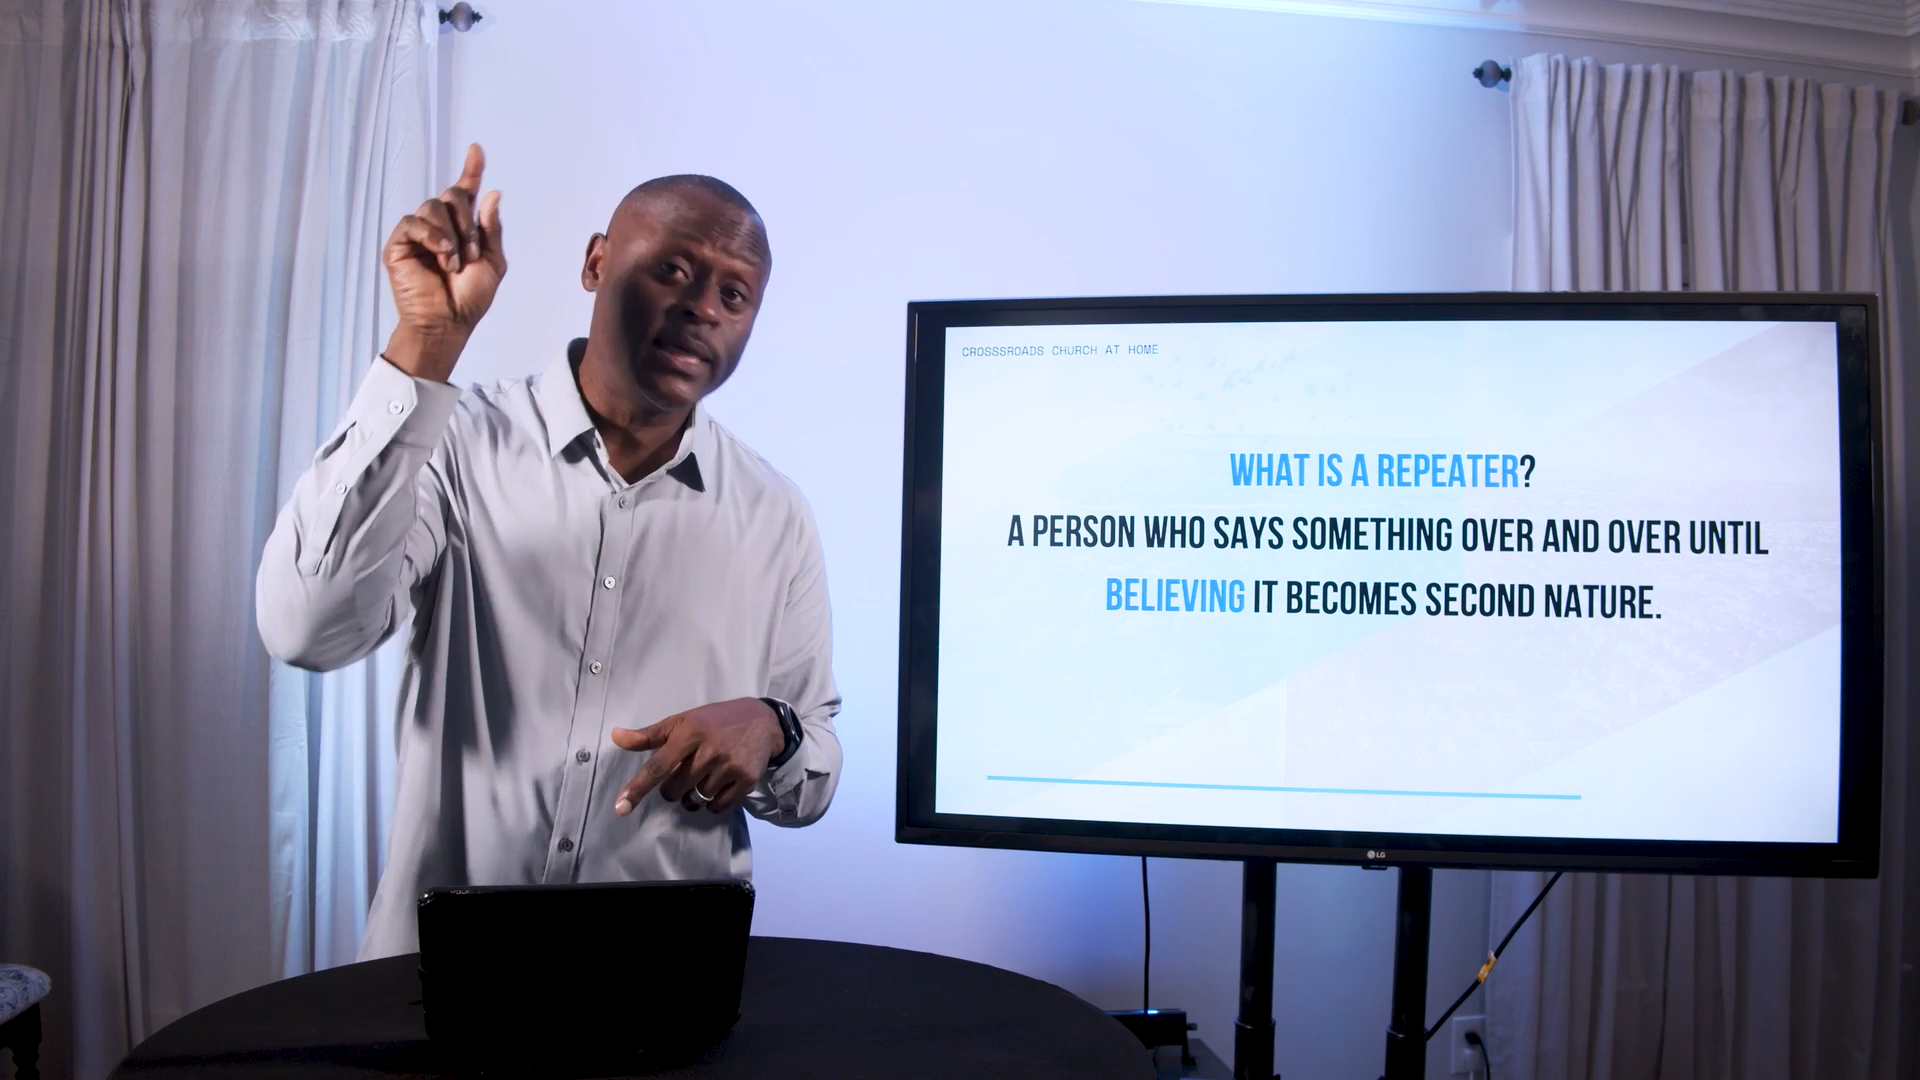 CROSSSROADS CHURCH AT HOME
WHAT IS A REPEATER?
A PERSON WHO SAYS SOMETHING OVER AND OVER UNTIL
BELIEVING IT BECOMES SECOND NATURE.
LG